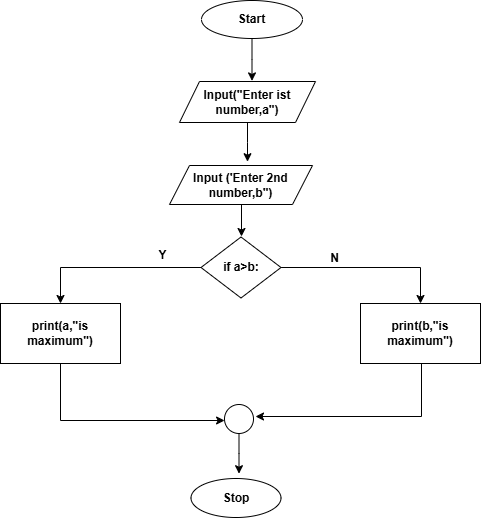 Start
Input("Enter ist
number,a")
Input ('Enter 2nd
number,b")
if a>b:
Y
N
print(a,"is
maximum")
print(b,"is
maximum")
Stop